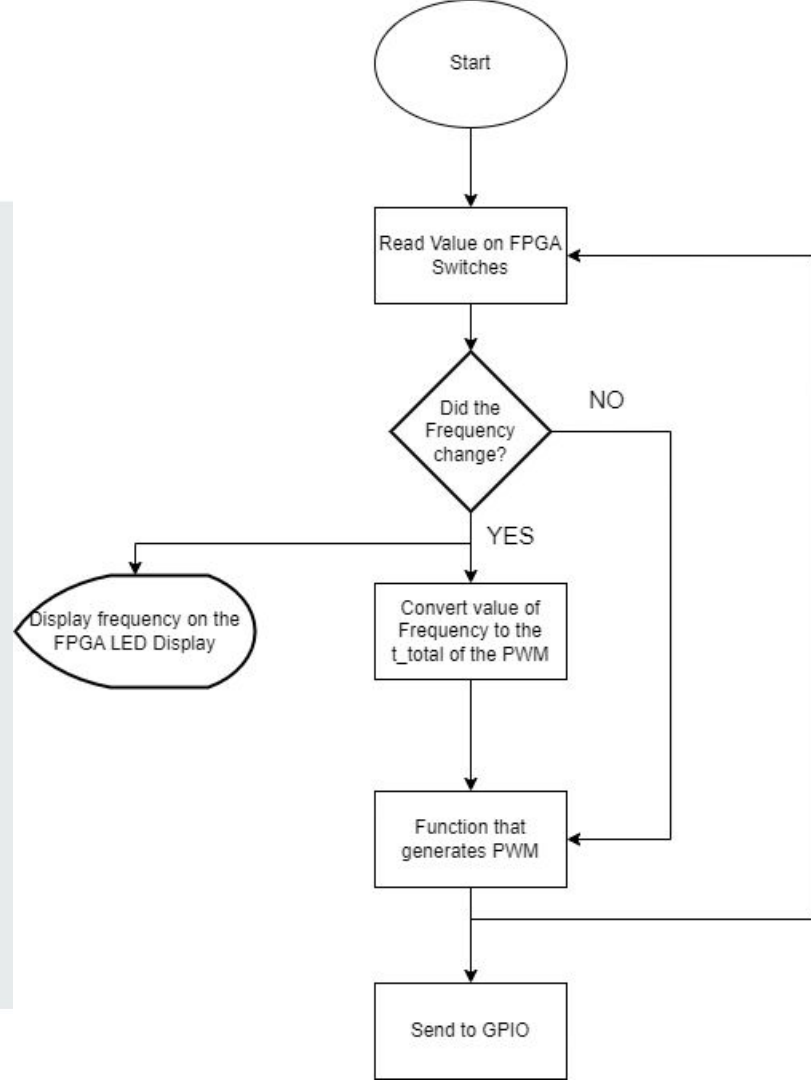 Start
Read Value on FPGA
Switches
Did the
Frequency
change?
NO
YES
Display frequency on the
FPGA LED Display
Convert value of
Frequency to the
t_total of the PWM
Function that
generates PWM
Send to GPIO